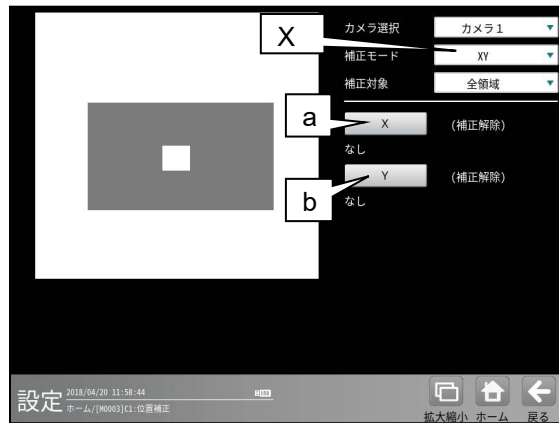 X
カメラ選択 カメラ1
補正モード XY
補正対象 全領域
a
X (補正解除)
なし
b
Y (補正解除)
なし
設定
2018/04/20 11:58:44
ホーム/[M0003]C1:位置補正
拡大縮小 ホーム 戻る